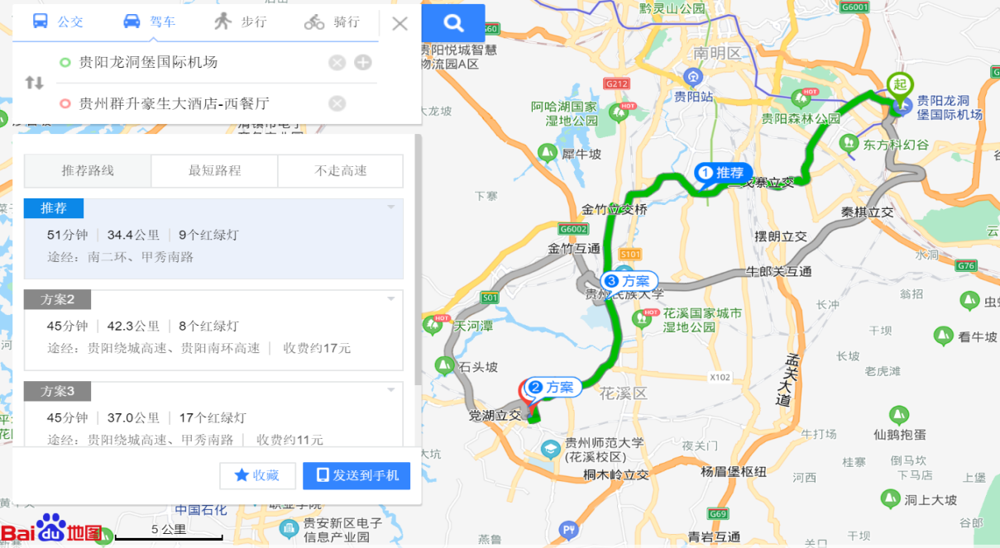 公交
驾车
步行
骑行
贵阳龙洞堡国际机场
贵州群升豪生大酒店-西餐厅
推荐路线
最短路程
不走高速
推荐
51分钟 34.4公里 9个红绿灯
途经：南二环、甲秀南路
方案2
45分钟 42.3公里 8个红绿灯
途经：贵阳绕城高速、贵阳南环高速 收费约17元
方案3
45分钟 37.0公里 17个红绿灯
途经：贵阳绕城高速、甲秀南路 收费约11元
收藏
发送到手机
中国石化
Bai du 地图
5 公里
贵安新区电子
信息产业园
黔灵山公园
G6001
贵阳悦城智慧
物流园A区
南明区
G212
贵阳站
起
贵阳龙洞
堡国际机场
阿哈湖国家
湿地公园
HOT
贵阳森林公园
HOT
东方科幻谷
大龙坡
犀牛坡
1 推荐
下寨
金竹立交桥
秦棋立交
G6002
摆朗立交
金竹互通
S101
水洞
G76
牛郎关互通
3 方案
贵州民族大学
翁招
S01
长冲
花溪国家城市
湿地公园
HOT
天河潭
HOT
干坝
看牛坡
长坡
石头坡
孟关大道
老虎滩
X102
2 方案
花溪区
党湖立交
仙鹅抱蛋
牛打场
贵州师范大学
(花溪校区)
夜关门
桐木岭立交
杨眉堡枢纽
桂寨
倒马坎
下马店
河西
上堡
洞上大坡
G69
谷郎
青岩互通
干坝
燕鲁